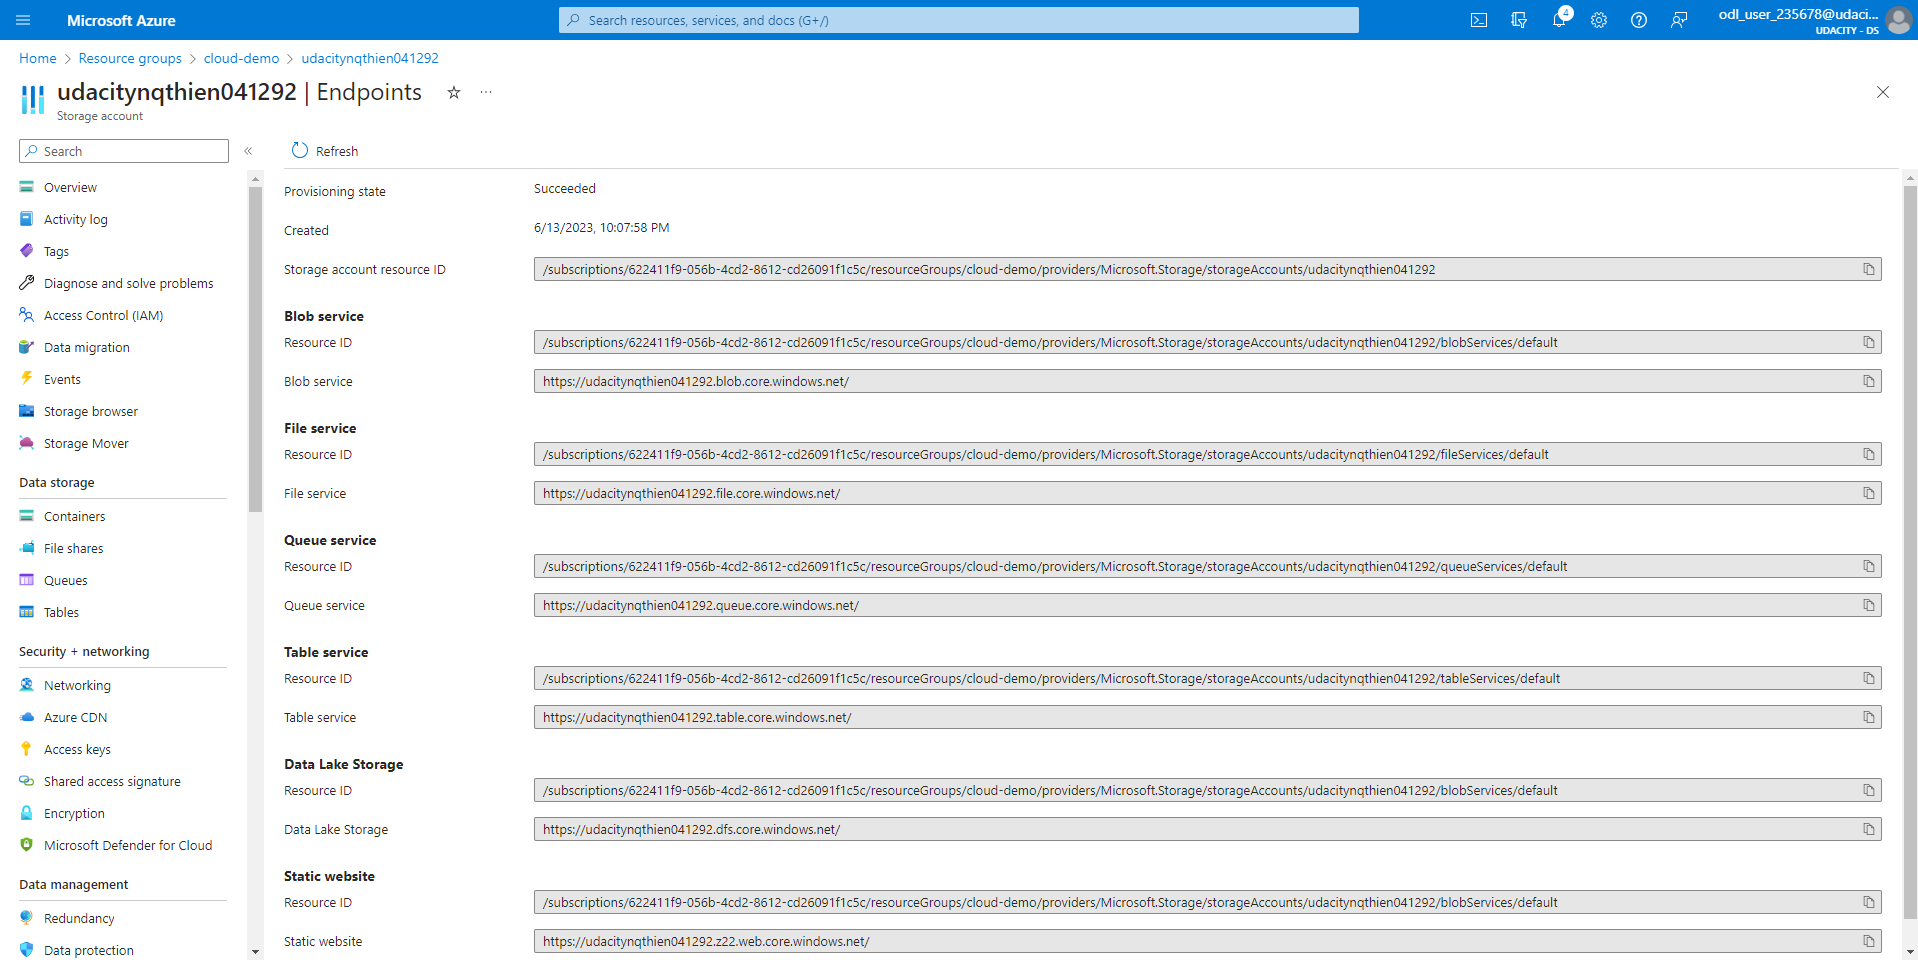 Microsoft Azure
Search resources, services, and docs (G+/)
4
odl_user_235678@udaci...
UDACITY - DS
Home > Resource groups > cloud-demo > udacitynqthien041292
udacitynqthien041292 | Endpoints
Storage account
Search
Refresh
Overview
Activity log
Tags
Diagnose and solve problems
Access Control (IAM)
Data migration
Events
Storage browser
Storage Mover
Data storage
Containers
File shares
Queues
Tables
Security + networking
Networking
Azure CDN
Access keys
Shared access signature
Encryption
Microsoft Defender for Cloud
Data management
Redundancy
Data protection
Provisioning state Succeeded
Created 6/13/2023, 10:07:58 PM
Storage account resource ID /subscriptions/622411f9-056b-4cd2-8612-cd26091f1c5c/resourceGroups/cloud-demo/providers/Microsoft.Storage/storageAccounts/udacitynqthien041292
Blob service
Resource ID /subscriptions/622411f9-056b-4cd2-8612-cd26091f1c5c/resourceGroups/cloud-demo/providers/Microsoft.Storage/storageAccounts/udacitynqthien041292/blobServices/default
Blob service https://udacitynqthien041292.blob.core.windows.net/
File service
Resource ID /subscriptions/622411f9-056b-4cd2-8612-cd26091f1c5c/resourceGroups/cloud-demo/providers/Microsoft.Storage/storageAccounts/udacitynqthien041292/fileServices/default
File service https://udacitynqthien041292.file.core.windows.net/
Queue service
Resource ID /subscriptions/622411f9-056b-4cd2-8612-cd26091f1c5c/resourceGroups/cloud-demo/providers/Microsoft.Storage/storageAccounts/udacitynqthien041292/queueServices/default
Queue service https://udacitynqthien041292.queue.core.windows.net/
Table service
Resource ID /subscriptions/622411f9-056b-4cd2-8612-cd26091f1c5c/resourceGroups/cloud-demo/providers/Microsoft.Storage/storageAccounts/udacitynqthien041292/tableServices/default
Table service https://udacitynqthien041292.table.core.windows.net/
Data Lake Storage
Resource ID /subscriptions/622411f9-056b-4cd2-8612-cd26091f1c5c/resourceGroups/cloud-demo/providers/Microsoft.Storage/storageAccounts/udacitynqthien041292/blobServices/default
Data Lake Storage https://udacitynqthien041292.dfs.core.windows.net/
Static website
Resource ID /subscriptions/622411f9-056b-4cd2-8612-cd26091f1c5c/resourceGroups/cloud-demo/providers/Microsoft.Storage/storageAccounts/udacitynqthien041292/blobServices/default
Static website https://udacitynqthien041292.z22.web.core.windows.net/